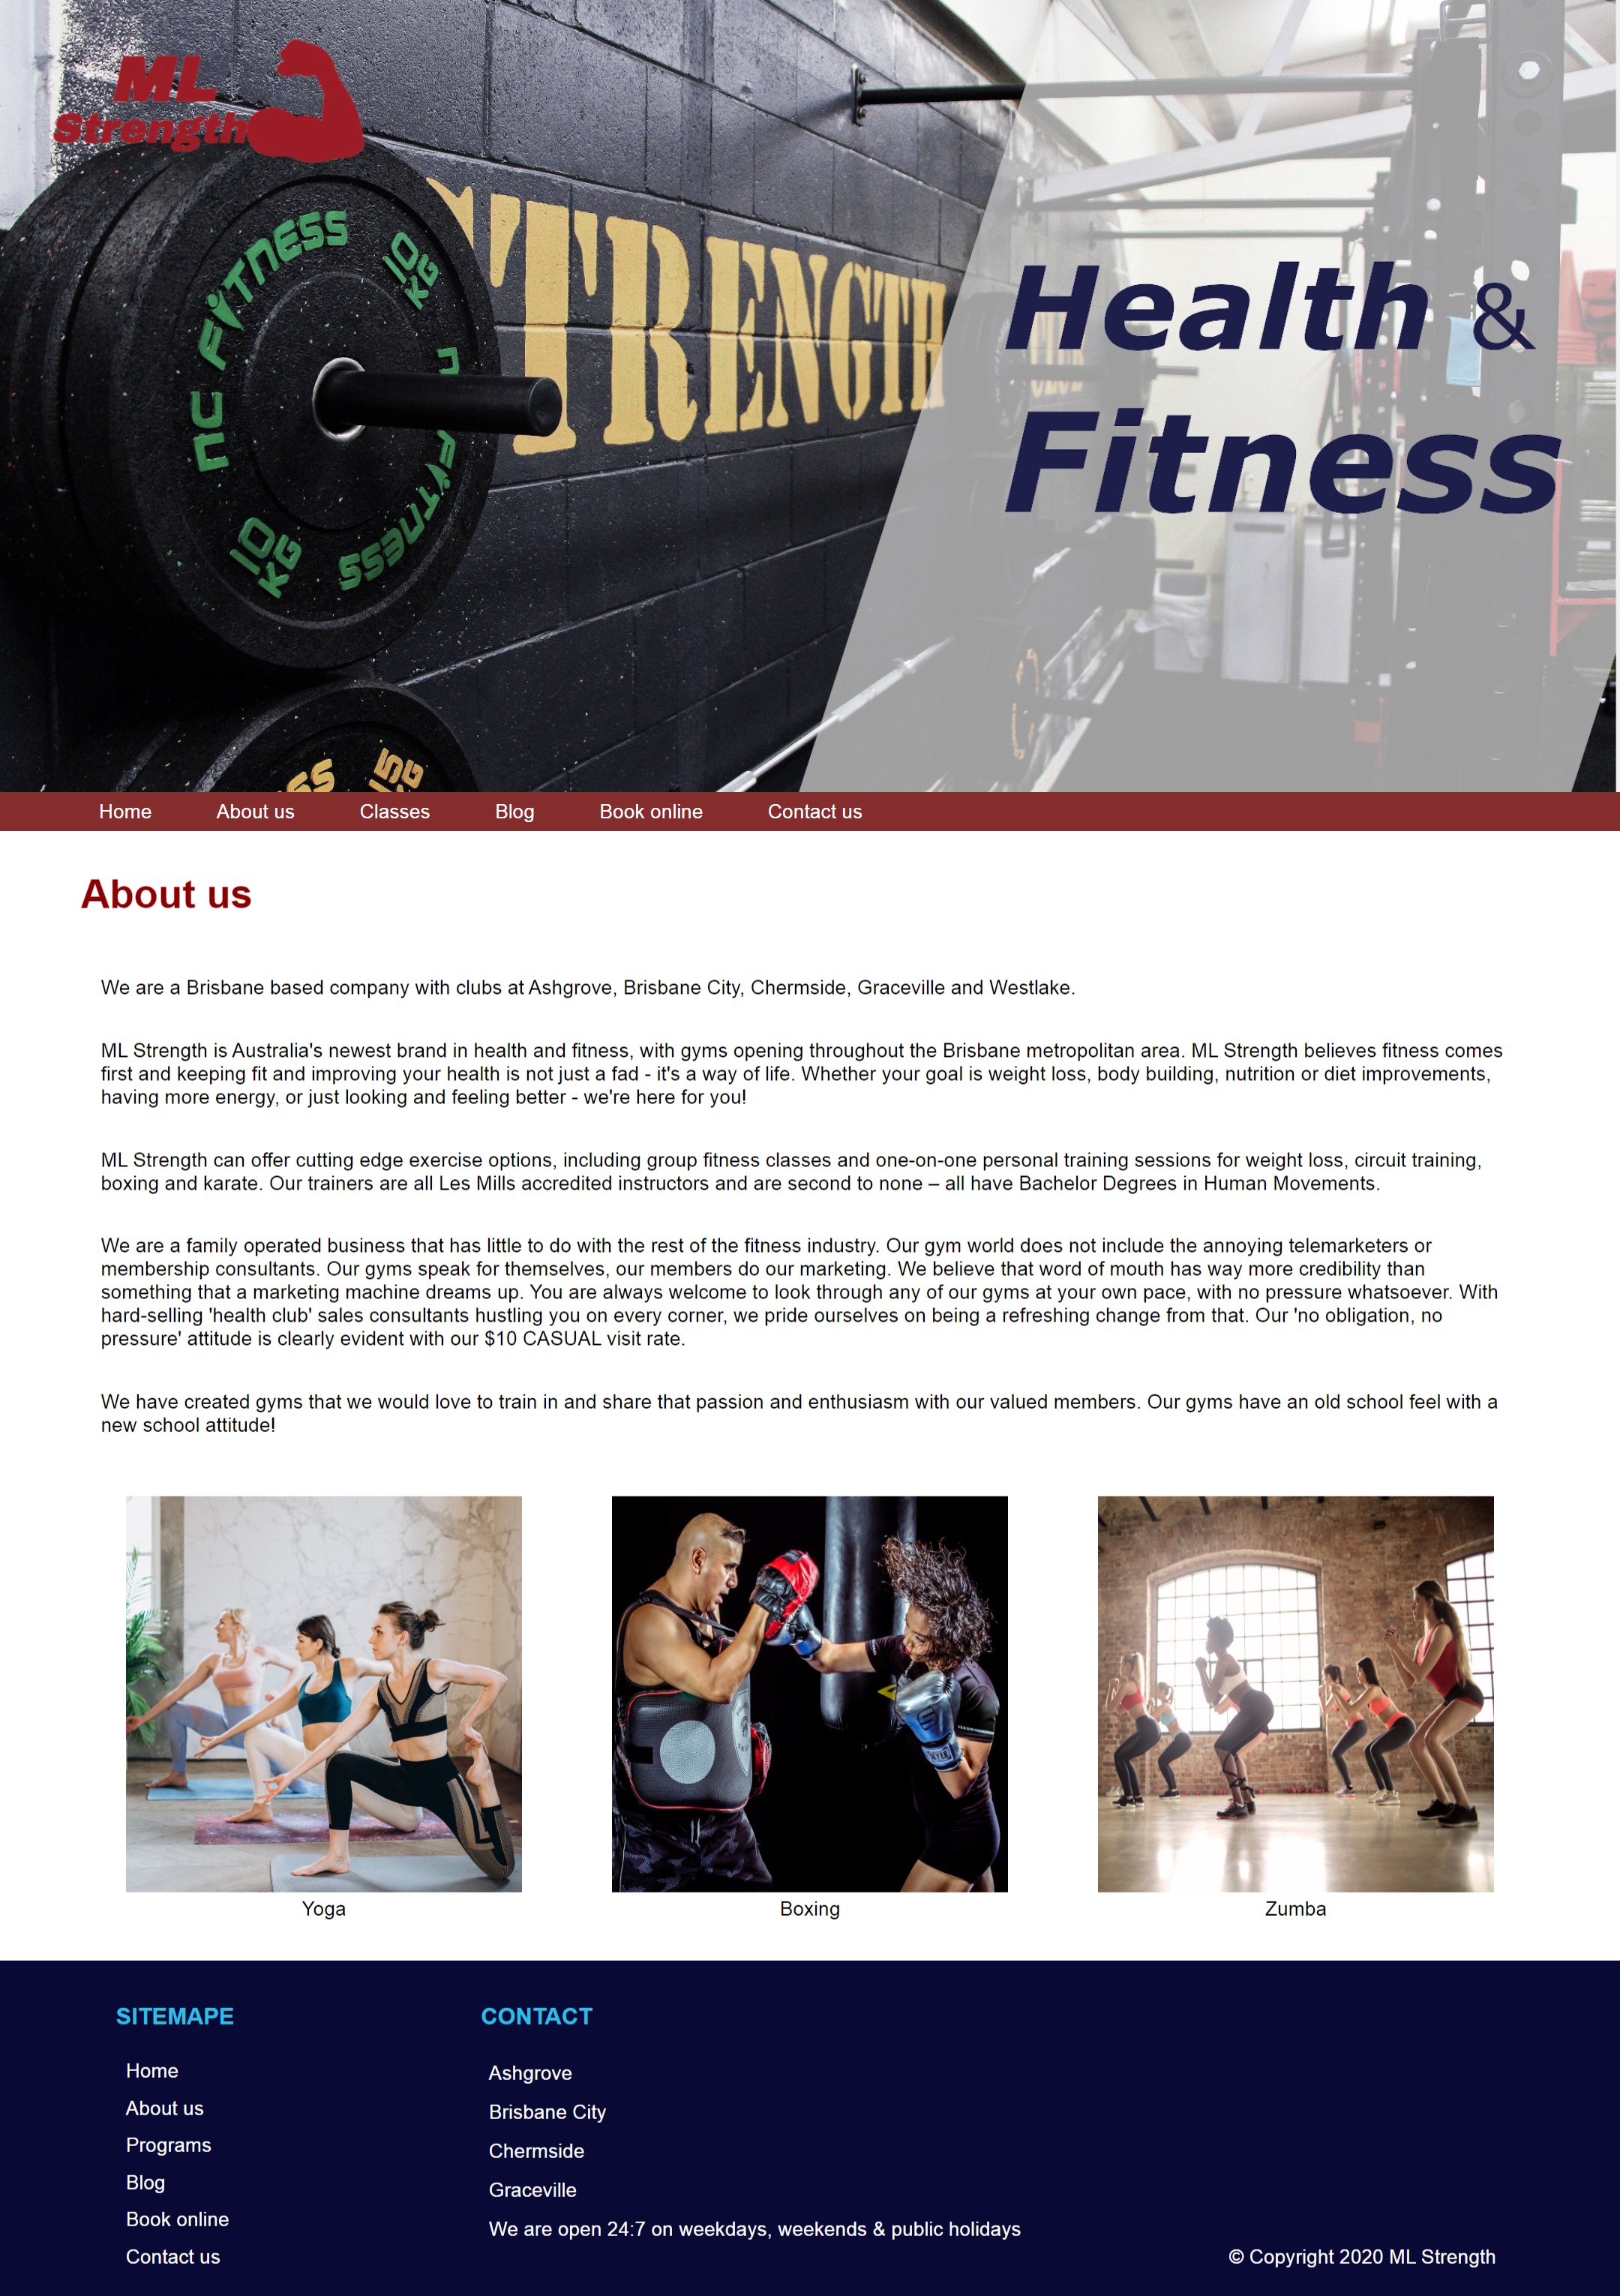 ML
Strength
STRENGTH
NC FITNESS
10
KG
NC FITNESS
10
KG
SS
15
KG
Health &
Fitness
Home
About us
Classes
Blog
Book online
Contact us
About us
We are a Brisbane based company with clubs at Ashgrove, Brisbane City, Chermside, Graceville and Westlake.
ML Strength is Australia's newest brand in health and fitness, with gyms opening throughout the Brisbane metropolitan area. ML Strength believes fitness comes
first and keeping fit and improving your health is not just a fad - it's a way of life. Whether your goal is weight loss, body building, nutrition or diet improvements,
having more energy, or just looking and feeling better - we're here for you!
ML Strength can offer cutting edge exercise options, including group fitness classes and one-on-one personal training sessions for weight loss, circuit training,
boxing and karate. Our trainers are all Les Mills accredited instructors and are second to none – all have Bachelor Degrees in Human Movements.
We are a family operated business that has little to do with the rest of the fitness industry. Our gym world does not include the annoying telemarketers or
membership consultants. Our gyms speak for themselves, our members do our marketing. We believe that word of mouth has way more credibility than
something that a marketing machine dreams up. You are always welcome to look through any of our gyms at your own pace, with no pressure whatsoever. With
hard-selling 'health club' sales consultants hustling you on every corner, we pride ourselves on being a refreshing change from that. Our 'no obligation, no
pressure' attitude is clearly evident with our $10 CASUAL visit rate.
We have created gyms that we would love to train in and share that passion and enthusiasm with our valued members. Our gyms have an old school feel with a
new school attitude!
Yoga
Boxing
Zumba
SITEMAPE
Home
About us
Programs
Blog
Book online
Contact us
CONTACT
Ashgrove
Brisbane City
Chermside
Graceville
We are open 24:7 on weekdays, weekends & public holidays
© Copyright 2020 ML Strength